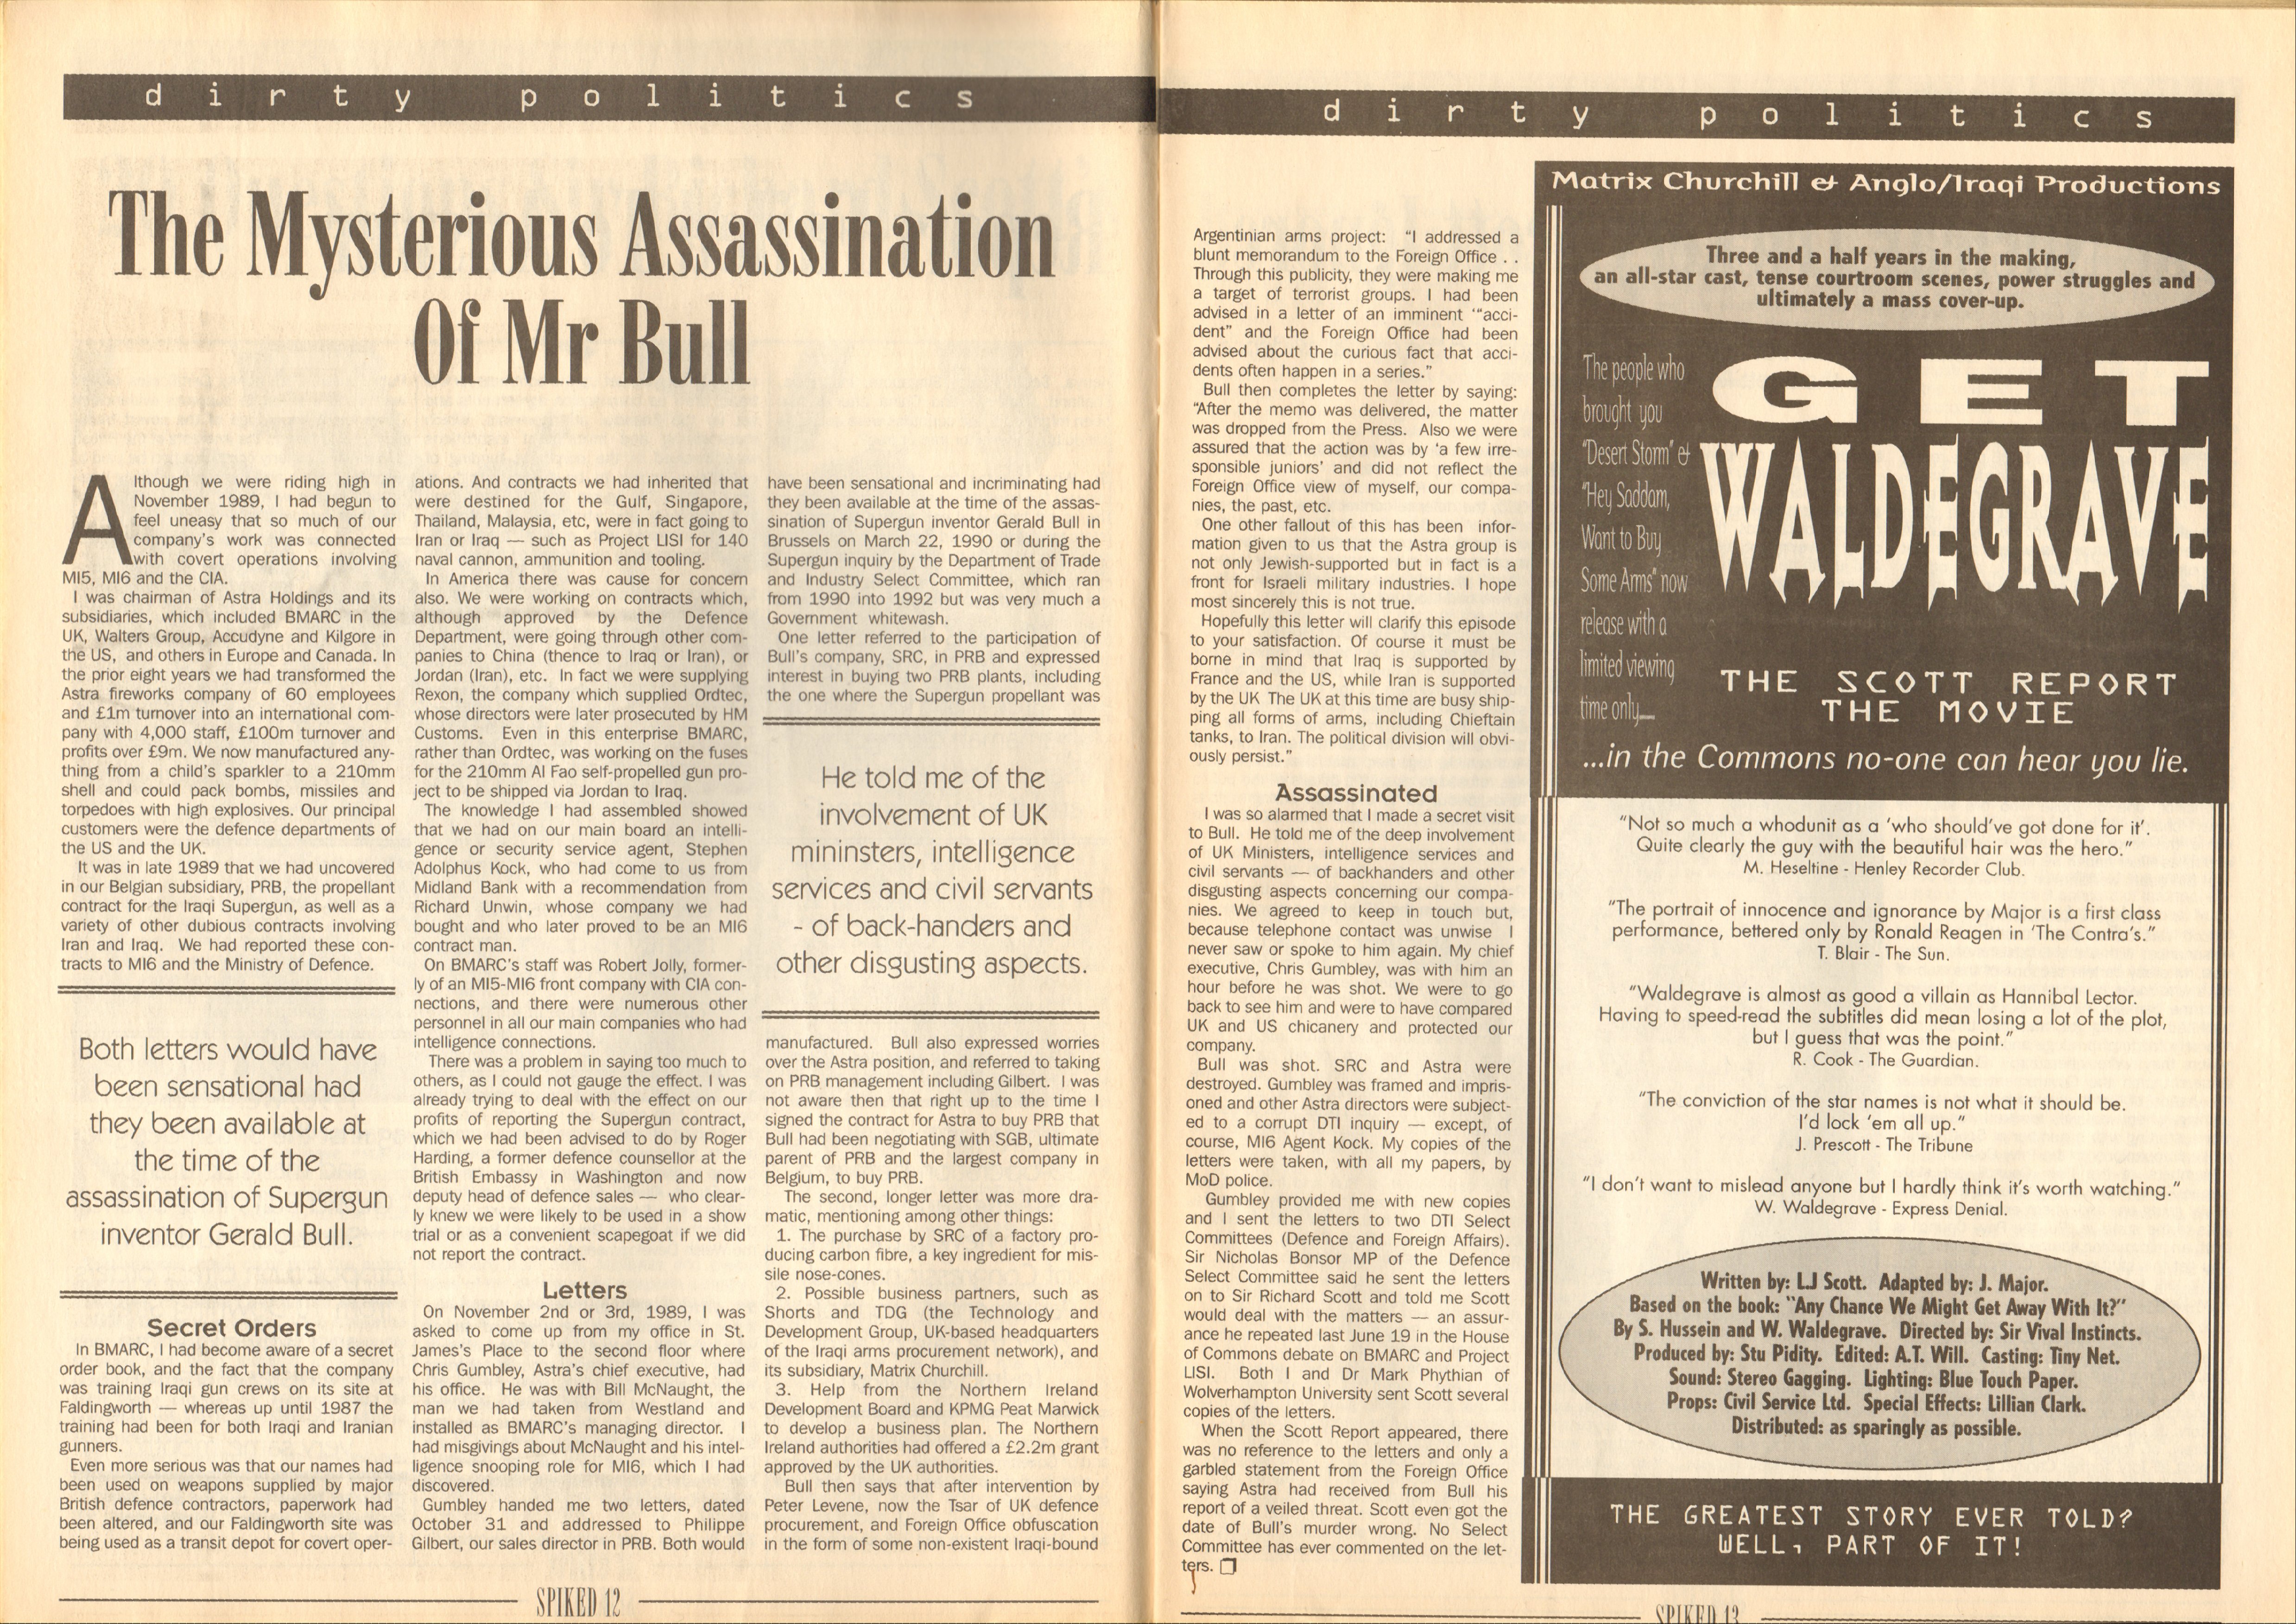 dirty politics
The Mysterious Assassination
Of Mr Bull
Although we were riding high in
November 1989, I had begun to
feel uneasy that so much of our
company's work was connected
with covert operations involving
MI5, MI6 and the CIA.
I was chairman of Astra Holdings and its
subsidiaries, which included BMARC in the
UK, Walters Group, Accudyne and Kilgore in
the US, and others in Europe and Canada. In
the prior eight years we had transformed the
Astra fireworks company of 60 employees
and £1m turnover into an international com-
pany with 4,000 staff, £100m turnover and
profits over £9m. We now manufactured any-
thing from a child's sparkler to a 210mm
shell and could pack bombs, missiles and
torpedoes with high explosives. Our principal
customers were the defence departments of
the US and the UK.
It was in late 1989 that we had uncovered
in our Belgian subsidiary, PRB, the propellant
contract for the Iraqi Supergun, as well as a
variety of other dubious contracts involving
Iran and Iraq. We had reported these con-
tracts to MI6 and the Ministry of Defence.
Both letters would have
been sensational had
they been available at
the time of the
assassination of Supergun
inventor Gerald Bull.
Secret Orders
In BMARC, I had become aware of a secret
order book, and the fact that the company
was training Iraqi gun crews on its site at
Faldingworth — whereas up until 1987 the
training had been for both Iraqi and Iranian
gunners.
Even more serious was that our names had
been used on weapons supplied by major
British defence contractors, paperwork had
been altered, and our Faldingworth site was
being used as a transit depot for covert oper-
ations. And contracts we had inherited that
were destined for the Gulf, Singapore,
Thailand, Malaysia, etc, were in fact going to
Iran or Iraq — such as Project LISI for 140
naval cannon, ammunition and tooling.
In America there was cause for concern
also. We were working on contracts which,
although approved by the Defence
Department, were going through other com-
panies to China (thence to Iraq or Iran), or
Jordan (Iran), etc. In fact we were supplying
Rexon, the company which supplied Ordtec,
whose directors were later prosecuted by HM
Customs. Even in this enterprise BMARC,
rather than Ordtec, was working on the fuses
for the 210mm Al Fao self-propelled gun pro-
ject to be shipped via Jordan to Iraq.
The knowledge I had assembled showed
that we had on our main board an intelli-
gence or security service agent, Stephen
Adolphus Kock, who had come to us from
Midland Bank with a recommendation from
Richard Unwin, whose company we had
bought and who later proved to be an MI6
contract man.
On BMARC's staff was Robert Jolly, former-
ly of an MI5-MI6 front company with CIA con-
nections, and there were numerous other
personnel in all our main companies who had
intelligence connections.
There was a problem in saying too much to
others, as I could not gauge the effect. I was
already trying to deal with the effect on our
profits of reporting the Supergun contract,
which we had been advised to do by Roger
Harding, a former defence counsellor at the
British Embassy in Washington and now
deputy head of defence sales — who clear-
ly knew we were likely to be used in a show
trial or as a convenient scapegoat if we did
not report the contract.
Letters
On November 2nd or 3rd, 1989, I was
asked to come up from my office in St.
James's Place to the second floor where
Chris Gumbley, Astra's chief executive, had
his office. He was with Bill McNaught, the
man we had taken from Westland and
installed as BMARC's managing director. I
had misgivings about McNaught and his intel-
ligence snooping role for MI6, which I had
discovered.
Gumbley handed me two letters, dated
October 31 and addressed to Philippe
Gilbert, our sales director in PRB. Both would
have been sensational and incriminating had
they been available at the time of the assas-
sination of Supergun inventor Gerald Bull in
Brussels on March 22, 1990 or during the
Supergun inquiry by the Department of Trade
and Industry Select Committee, which ran
from 1990 into 1992 but was very much a
Government whitewash.
One letter referred to the participation of
Bull's company, SRC, in PRB and expressed
interest in buying two PRB plants, including
the one where the Supergun propellant was
He told me of the
involvement of UK
mininsters, intelligence
services and civil servants
- of back-handers and
other disgusting aspects.
manufactured. Bull also expressed worries
over the Astra position, and referred to taking
on PRB management including Gilbert. I was
not aware then that right up to the time I
signed the contract for Astra to buy PRB that
Bull had been negotiating with SGB, ultimate
parent of PRB and the largest company in
Belgium, to buy PRB.
The second, longer letter was more dra-
matic, mentioning among other things:
1. The purchase by SRC of a factory pro-
ducing carbon fibre, a key ingredient for mis-
sile nose-cones.
2. Possible business partners, such as
Shorts and TDG (the Technology and
Development Group, UK-based headquarters
of the Iraqi arms procurement network), and
its subsidiary, Matrix Churchill.
3. Help from the Northern Ireland
Development Board and KPMG Peat Marwick
to develop a business plan. The Northern
Ireland authorities had offered a £2.2m grant
approved by the UK authorities.
Bull then says that after intervention by
Peter Levene, now the Tsar of UK defence
procurement, and Foreign Office obfuscation
in the form of some non-existent Iraqi-bound
SPIKED 12
dirty politics
Argentinian arms project: "I addressed a
blunt memorandum to the Foreign Office . .
Through this publicity, they were making me
a target of terrorist groups. I had been
advised in a letter of an imminent '"acci-
dent" and the Foreign Office had been
advised about the curious fact that acci-
dents often happen in a series."
Bull then completes the letter by saying:
"After the memo was delivered, the matter
was dropped from the Press. Also we were
assured that the action was by 'a few irre-
sponsible juniors' and did not reflect the
Foreign Office view of myself, our compa-
nies, the past, etc.
One other fallout of this has been infor-
mation given to us that the Astra group is
not only Jewish-supported but in fact is a
front for Israeli military industries. I hope
most sincerely this is not true.
Hopefully this letter will clarify this episode
to your satisfaction. Of course it must be
borne in mind that Iraq is supported by
France and the US, while Iran is supported
by the UK The UK at this time are busy ship-
ping all forms of arms, including Chieftain
tanks, to Iran. The political division will obvi-
ously persist."
Assassinated
I was so alarmed that I made a secret visit
to Bull. He told me of the deep involvement
of UK Ministers, intelligence services and
civil servants — of backhanders and other
disgusting aspects concerning our compa-
nies. We agreed to keep in touch but,
because telephone contact was unwise I
never saw or spoke to him again. My chief
executive, Chris Gumbley, was with him an
hour before he was shot. We were to go
back to see him and were to have compared
UK and US chicanery and protected our
company.
Bull was shot. SRC and Astra were
destroyed. Gumbley was framed and impris-
oned and other Astra directors were subject-
ed to a corrupt DTI inquiry — except, of
course, MI6 Agent Kock. My copies of the
letters were taken, with all my papers, by
MoD police.
Gumbley provided me with new copies
and I sent the letters to two DTI Select
Committees (Defence and Foreign Affairs).
Sir Nicholas Bonsor MP of the Defence
Select Committee said he sent the letters
on to Sir Richard Scott and told me Scott
would deal with the matters — an assur-
ance he repeated last June 19 in the House
of Commons debate on BMARC and Project
LISI. Both I and Dr Mark Phythian of
Wolverhampton University sent Scott several
copies of the letters.
When the Scott Report appeared, there
was no reference to the letters and only a
garbled statement from the Foreign Office
saying Astra had received from Bull his
report of a veiled threat. Scott even got the
date of Bull's murder wrong. No Select
Committee has ever commented on the let-
ters.
Matrix Churchill & Anglo/Iraqi Productions
Three and a half years in the making,
an all-star cast, tense courtroom scenes, power struggles and
ultimately a mass cover-up.
The people who
brought you
"Desert Storm" &
"Hey Saddam,
Want to Buy
Some Arms" now
release with a
limited viewing
time only....
GET
WALDEGRAVE
THE SCOTT REPORT
THE MOVIE
...in the Commons no-one can hear you lie.
"Not so much a whodunit as a 'who should've got done for it'.
Quite clearly the guy with the beautiful hair was the hero."
M. Heseltine - Henley Recorder Club.
"The portrait of innocence and ignorance by Major is a first class
performance, bettered only by Ronald Reagen in 'The Contra's."
T. Blair - The Sun.
"Waldegrave is almost as good a villain as Hannibal Lector.
Having to speed-read the subtitles did mean losing a lot of the plot,
but I guess that was the point."
R. Cook - The Guardian.
"The conviction of the star names is not what it should be.
I'd lock 'em all up."
J. Prescott - The Tribune
"I don't want to mislead anyone but I hardly think it's worth watching."
W. Waldegrave - Express Denial.
Written by: L.J Scott. Adapted by: J. Major.
Based on the book: "Any Chance We Might Get Away With It?"
By S. Hussein and W. Waldegrave. Directed by: Sir Vival Instincts.
Produced by: Stu Pidity. Edited: A.T. Will. Casting: Tiny Net.
Sound: Stereo Gagging. Lighting: Blue Touch Paper.
Props: Civil Service Ltd. Special Effects: Lillian Clark.
Distributed: as sparingly as possible.
THE GREATEST STORY EVER TOLD?
WELL, PART OF IT!
SPIKED 13